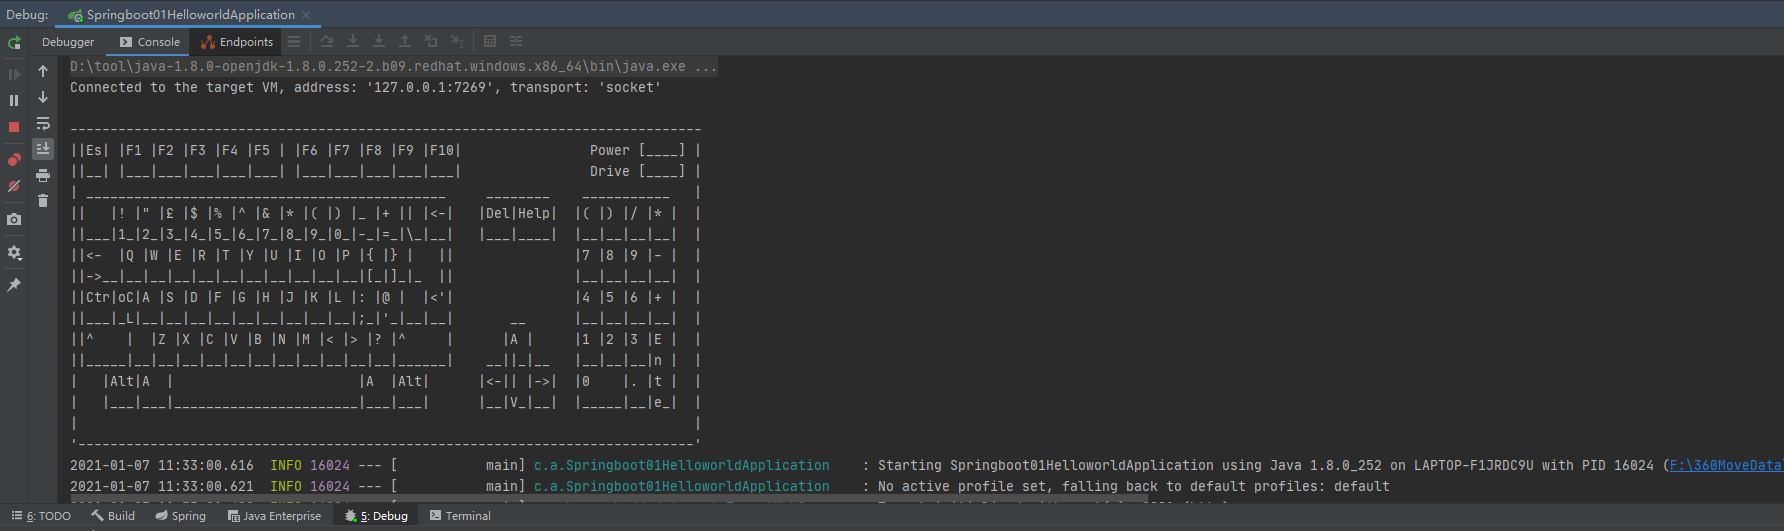 Debug: Springboot01HelloworldApplication ×
Debugger Console Endpoints
D:\tool\java-1.8.0-openjdk-1.8.0.252-2.b09.redhat.windows.x86_64\bin\java.exe ...
Connected to the target VM, address: '127.0.0.1:7269', transport: 'socket'
-------------------------------------------------------------------------------
||Es| |F1 |F2 |F3 |F4 |F5 | |F6 |F7 |F8 |F9 |F10|                Power [____] |
||__| |___|___|___|___|___| |___|___|___|___|___|                Drive [____] |
| _____________________________________________     ________    ___________   |
||   |! |" |£ |$ |% |^ |& |* |( |) |_ |+ || |<-|   |Del|Help|  |( |) |/ |* |  |
||___|1_|2_|3_|4_|5_|6_|7_|8_|9_|0_|-_|=_|\_|__|   |___|____|  |__|__|__|__|  |
||<-  |Q |W |E |R |T |Y |U |I |O |P |{ |} |   ||               |7 |8 |9 |- |  |
||->__|__|__|__|__|__|__|__|__|__|__|[_|]_|_  ||               |__|__|__|__|  |
||Ctr|oC|A |S |D |F |G |H |J |K |L |: |@ |  |<'|               |4 |5 |6 |+ |  |
||___|_L|__|__|__|__|__|__|__|__|__|;_|'_|__|__|       __      |__|__|__|__|  |
||^    |  |Z |X |C |V |B |N |M |< |> |? |^     |      |A |     |1 |2 |3 |E |  |
||_____|__|__|__|__|__|__|__|__|__|__|__|______|    __||_|__   |__|__|__|n |  |
|   |Alt|A  |                       |A  |Alt|      |<-|| |->|  |0    |. |t |  |
|   |___|___|_______________________|___|___|      |__|V_|__|  |_____|__|e_|  |
|                                                                             |
'-----------------------------------------------------------------------------'
2021-01-07 11:33:00.616  INFO 16024 --- [           main] c.a.Springboot01HelloworldApplication    : Starting Springboot01HelloworldApplication using Java 1.8.0_252 on LAPTOP-F1JRDC9U with PID 16024 (F:\360MoveData
2021-01-07 11:33:00.621  INFO 16024 --- [           main] c.a.Springboot01HelloworldApplication    : No active profile set, falling back to default profiles: default
6: TODO Build Spring Java Enterprise 5: Debug Terminal